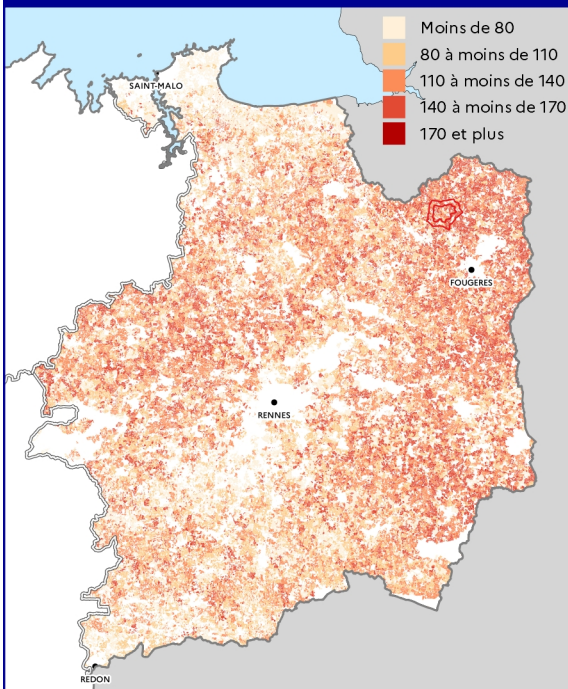 Moins de 80
80 à moins de 110
110 à moins de 140
140 à moins de 170
170 et plus
SAINT-MALO
FOUGERES
RENNES
REDON